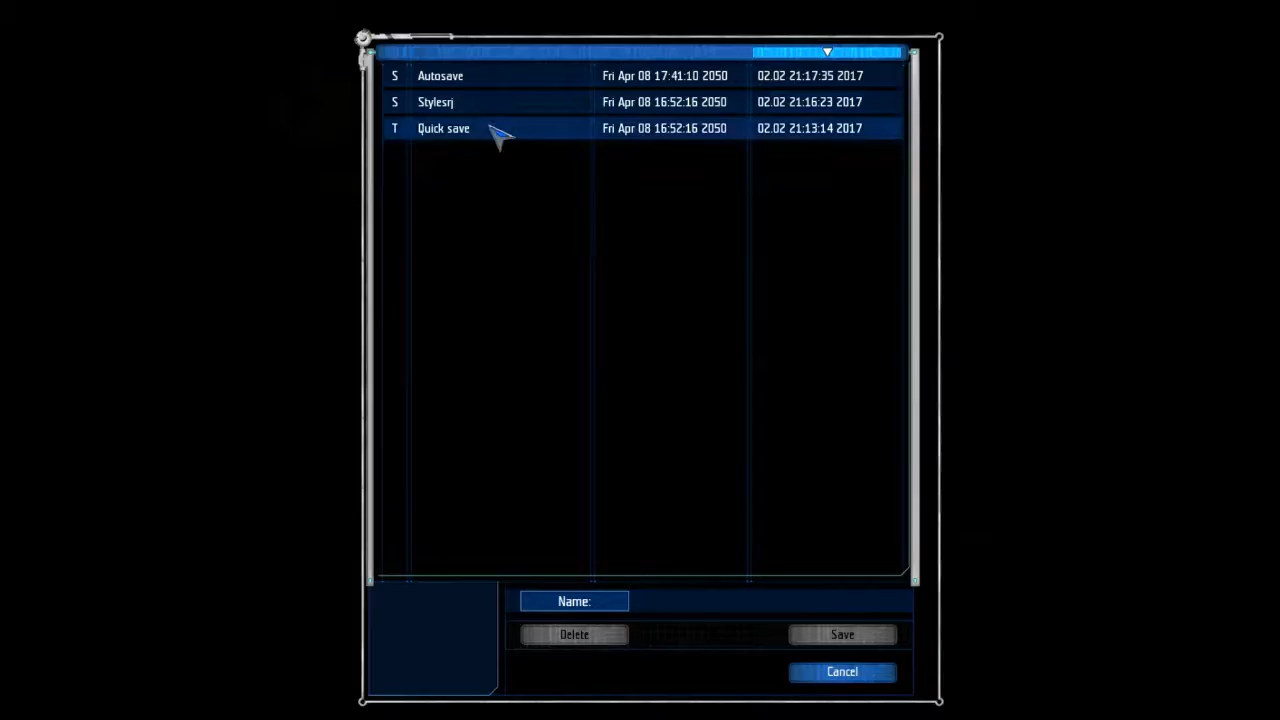 S Autosave Fri Apr 08 17:41:10 2050 02.02 21:17:35 2017
S Stylesrj Fri Apr 08 16:52:16 2050 02.02 21:16:23 2017
T Quick save Fri Apr 08 16:52:16 2050 02.02 21:13:14 2017
Name:
Delete Save
Cancel